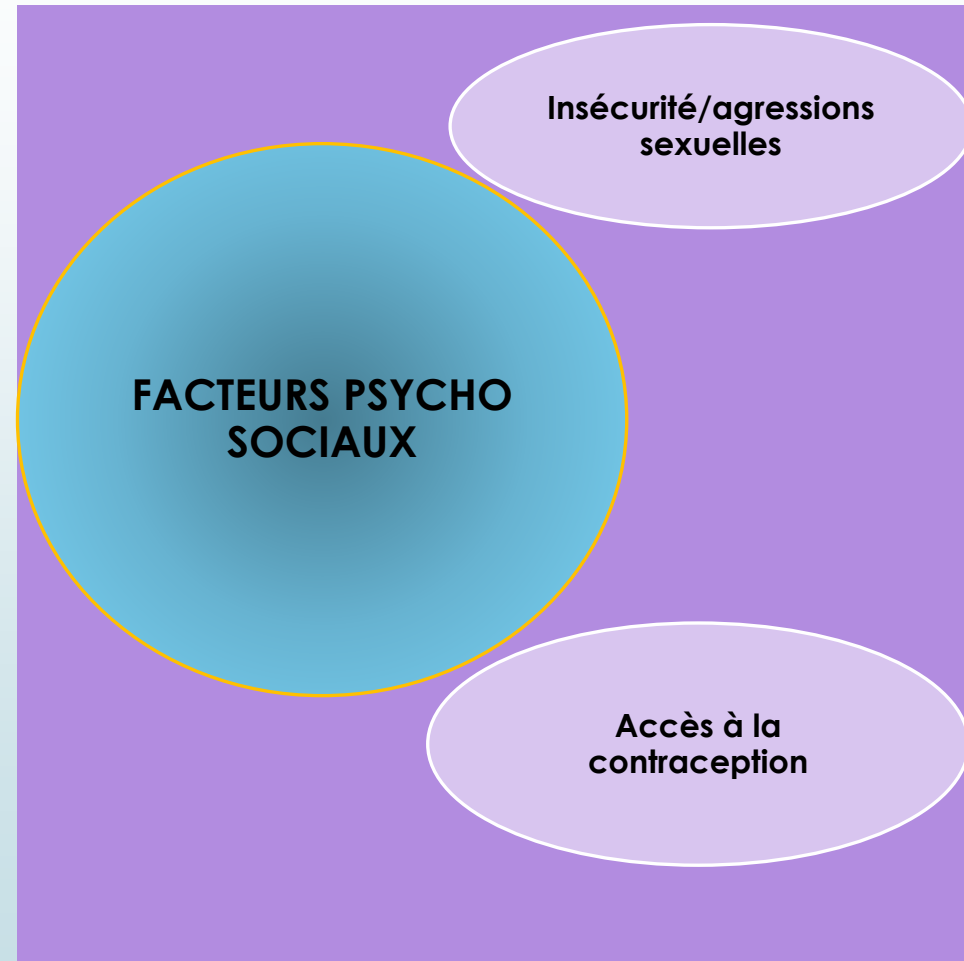 Insécurité/agressions
sexuelles
FACTEURS PSYCHO
SOCIAUX
Accès à la
contraception